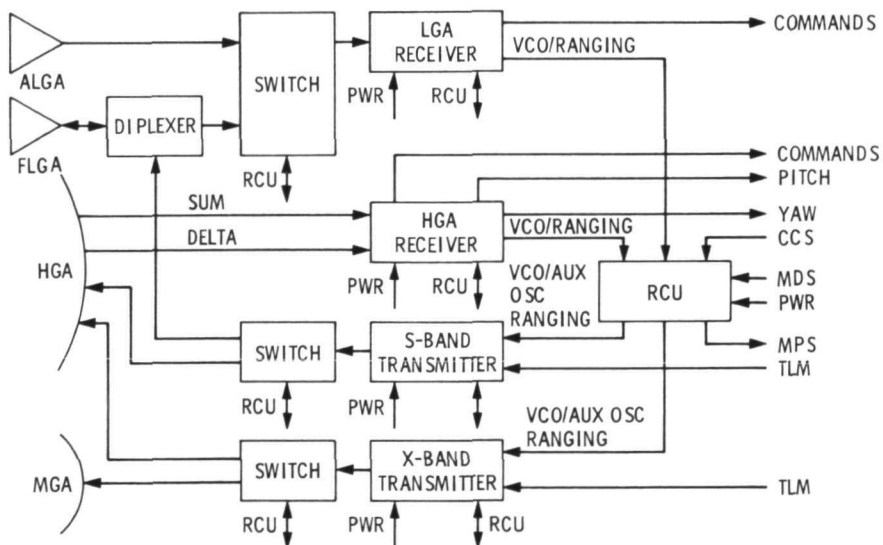 ALGA
FLGA
DIPLEXER
SWITCH
RCU
LGA
RECEIVER
PWR
RCU
COMMANDS
VCO/RANGING
HGA
SUM
DELTA
HGA
RECEIVER
PWR
RCU
COMMANDS
PITCH
YAW
VCO/RANGING
CCS
RCU
MDS
PWR
MPS
TLM
VCO/AUX
OSC
RANGING
SWITCH
RCU
S-BAND
TRANSMITTER
PWR
MGA
SWITCH
RCU
X-BAND
TRANSMITTER
PWR
RCU
VCO/AUX OSC
RANGING
TLM